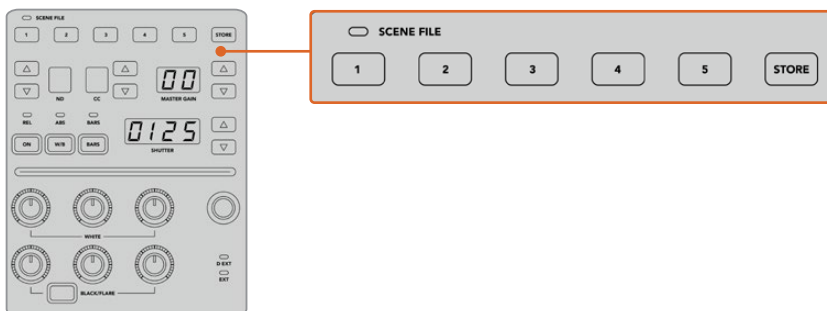 SCENE FILE
1 2 3 4 5 STORE
ND CC 00 MASTER GAIN
REL ABS BARS
ON W/B BARS 0125 SHUTTER
WHITE
D-EXT
EXT
BLACK/FLARE
SCENE FILE
1 2 3 4 5 STORE